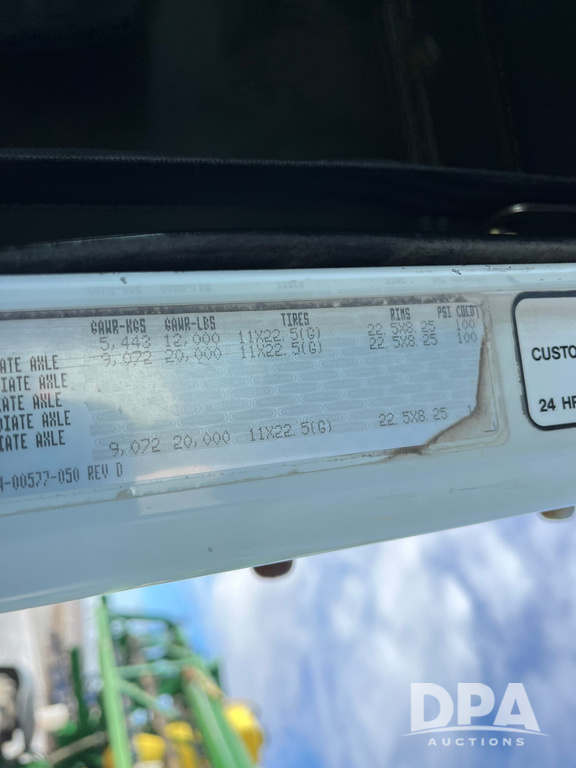 GAWR-KGS GAWR-LBS TIRES RIMS PSI COLD?
5,443 12,000 11X22.5(G) 22.5X8.25 100
IATE AXLE 9,072 20,000 11X22.5(G) 22.5X8.25 100
DIATE AXLE
IATE AXLE
DIATE AXLE
IATE AXLE 9,072 20,000 11X22.5(G) 22.5X8.25 1
-00577-050 REV D
CUSTO
24 HR
DPA
AUCTIONS